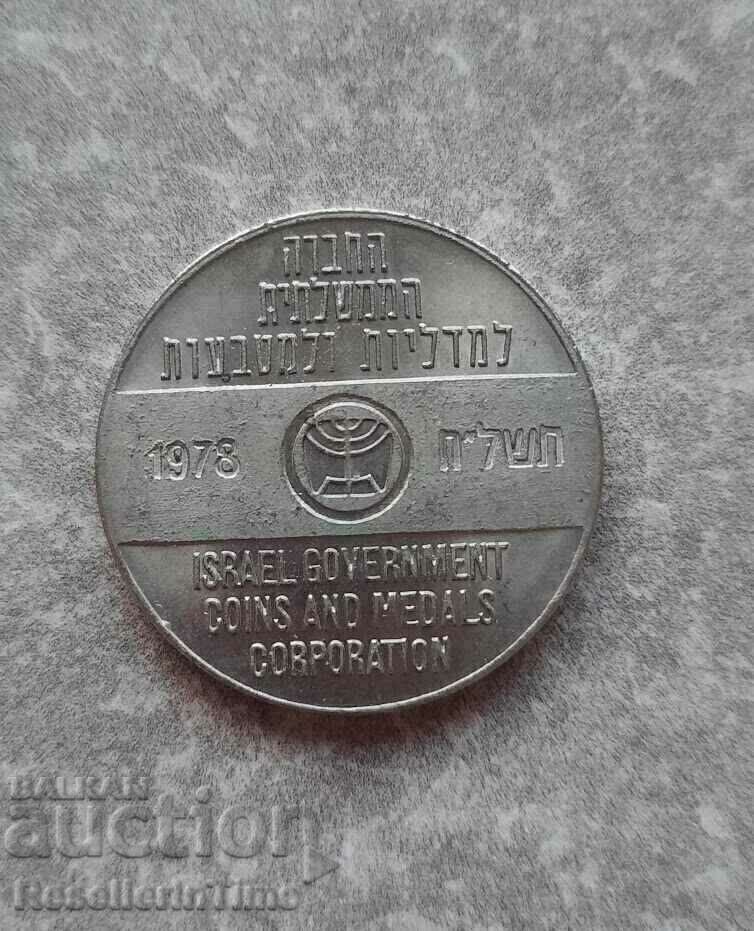 החברה
הממשלתית
למדליות ולמטבעות
1978 תשל"ח
ISRAEL GOVERNMENT
COINS AND MEDALS
CORPORATION
BALKAN
auction
ResellerInTime